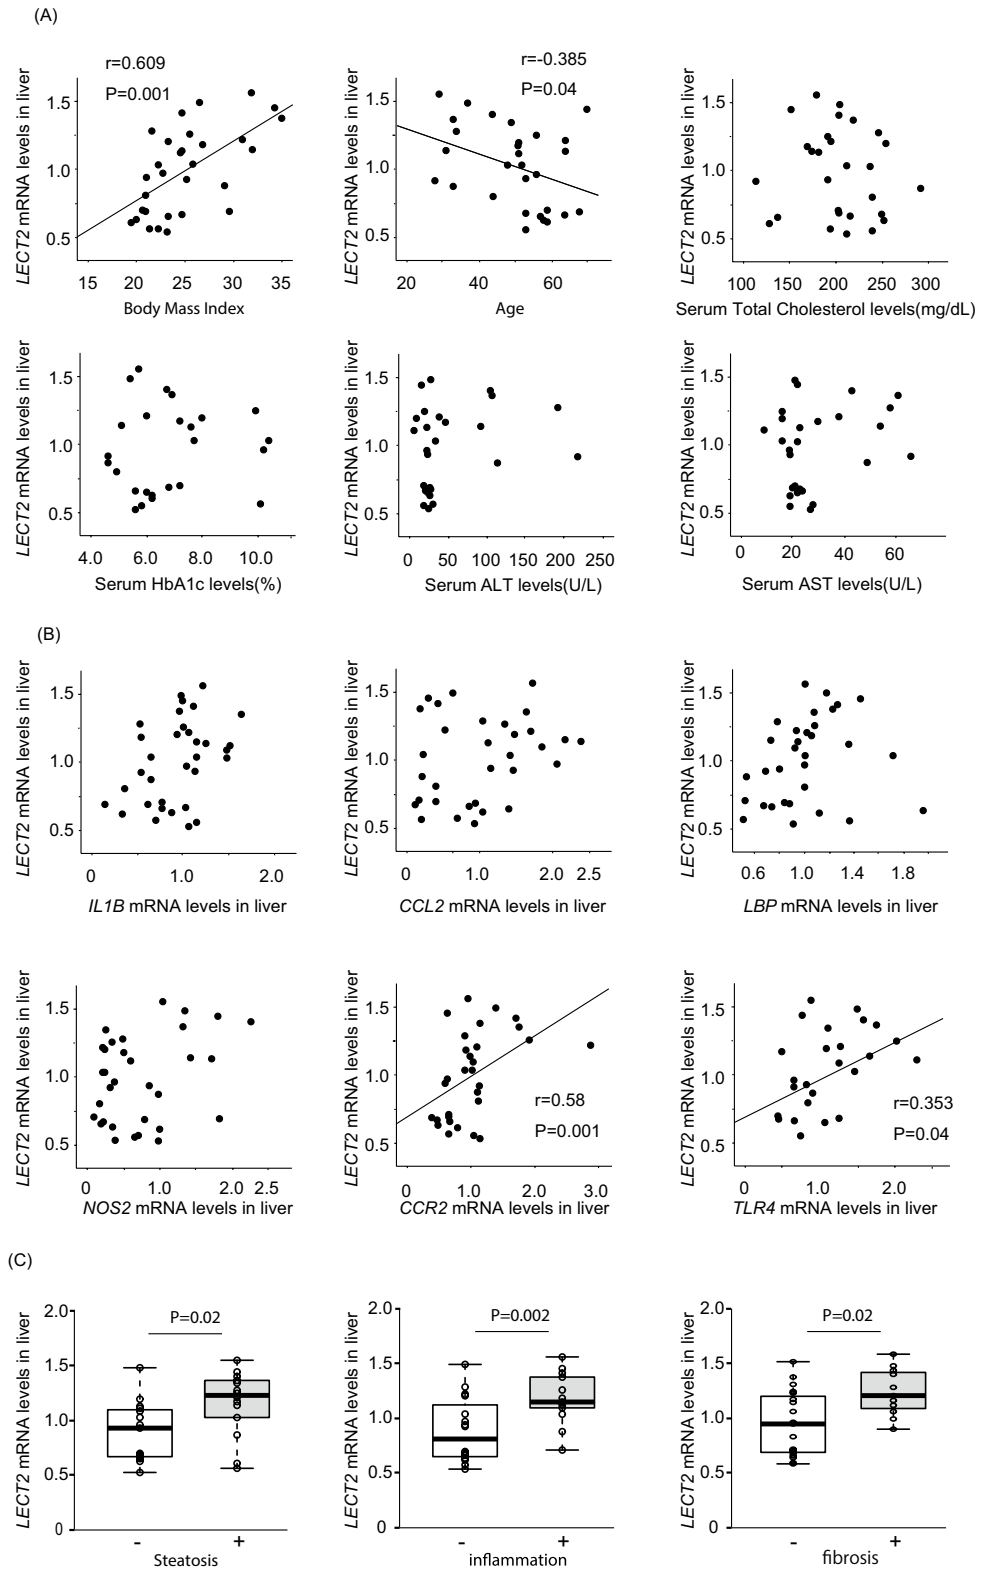 (A)
LECT2 mRNA levels in liver
1.5
1.0
0.5
r=0.609
P=0.001
15 20 25 30 35
Body Mass Index
LECT2 mRNA levels in liver
1.5
1.0
0.5
r=-0.385
P=0.04
20 40 60
Age
LECT2 mRNA levels in liver
1.5
1.0
0.5
100 150 200 250 300
Serum Total Cholesterol levels(mg/dL)
LECT2 mRNA levels in liver
1.5
1.0
0.5
4.0 6.0 8.0 10.0
Serum HbA1c levels(%)
LECT2 mRNA levels in liver
1.5
1.0
0.5
0 50 100 150 200 250
Serum ALT levels(U/L)
LECT2 mRNA levels in liver
1.5
1.0
0.5
0 20 40 60
Serum AST levels(U/L)
(B)
LECT2 mRNA levels in liver
1.5
1.0
0.5
0 1.0 2.0
IL1B mRNA levels in liver
LECT2 mRNA levels in liver
1.5
1.0
0.5
0 1.0 2.0 2.5
CCL2 mRNA levels in liver
LECT2 mRNA levels in liver
1.5
1.0
0.5
0.6 1.0 1.4 1.8
LBP mRNA levels in liver
LECT2 mRNA levels in liver
1.5
1.0
0.5
0 1.0 2.0 2.5
NOS2 mRNA levels in liver
LECT2 mRNA levels in liver
1.5
1.0
0.5
r=0.58
P=0.001
0 1.0 2.0 3.0
CCR2 mRNA levels in liver
LECT2 mRNA levels in liver
1.5
1.0
0.5
r=0.353
P=0.04
0 1.0 2.0
TLR4 mRNA levels in liver
(C)
LECT2 mRNA levels in liver
2.0
1.5
1.0
0.5
0
P=0.02
- +
Steatosis
LECT2 mRNA levels in liver
2.0
1.5
1.0
0.5
0
P=0.002
- +
inflammation
LECT2 mRNA levels in liver
2.0
1.5
1.0
0.5
0
P=0.02
- +
fibrosis